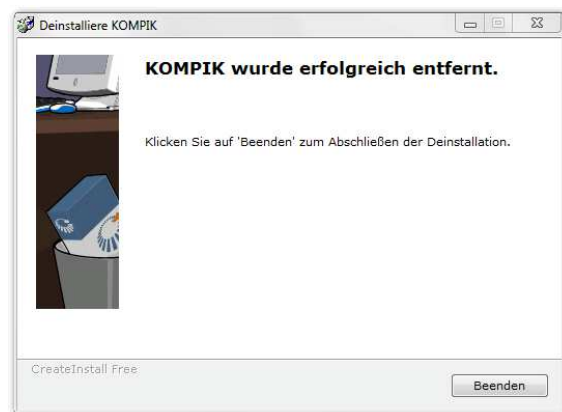 Deinstalliere KOMPIK
KOMPIK wurde erfolgreich entfernt.
Klicken Sie auf 'Beenden' zum Abschließen der Deinstallation.
CreateInstall Free
Beenden